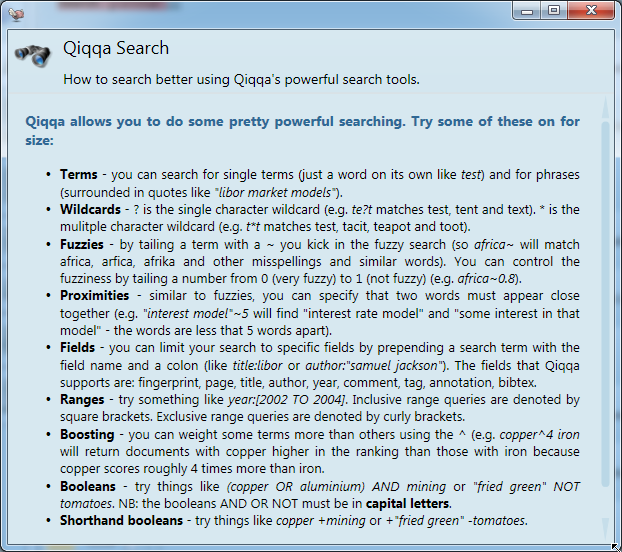 Qiqqa Search
How to search better using Qiqqa's powerful search tools.
Qiqqa allows you to do some pretty powerful searching. Try some of these on for
size:
• Terms - you can search for single terms (just a word on its own like test) and for phrases
(surrounded in quotes like "libor market models").
• Wildcards - ? is the single character wildcard (e.g. te?t matches test, tent and text). * is the
mulitple character wildcard (e.g. t*t matches test, tacit, teapot and toot).
• Fuzzies - by tailing a term with a ~ you kick in the fuzzy search (so africa~ will match
africa, arfica, afrika and other misspellings and similar words). You can control the
fuzziness by tailing a number from 0 (very fuzzy) to 1 (not fuzzy) (e.g. africa~0.8).
• Proximities - similar to fuzzies, you can specify that two words must appear close
together (e.g. "interest model"~5 will find "interest rate model" and "some interest in that
model" - the words are less that 5 words apart).
• Fields - you can limit your search to specific fields by prepending a search term with the
field name and a colon (like title:libor or author:"samuel jackson"). The fields that Qiqqa
supports are: fingerprint, page, title, author, year, comment, tag, annotation, bibtex.
• Ranges - try something like year:[2002 TO 2004]. Inclusive range queries are denoted by
square brackets. Exclusive range queries are denoted by curly brackets.
• Boosting - you can weight some terms more than others using the ^ (e.g. copper^4 iron
will return documents with copper higher in the ranking than those with iron because
copper scores roughly 4 times more than iron.
• Booleans - try things like (copper OR aluminium) AND mining or "fried green" NOT
tomatoes. NB: the booleans AND OR NOT must be in capital letters.
• Shorthand booleans - try things like copper +mining or +"fried green" -tomatoes.